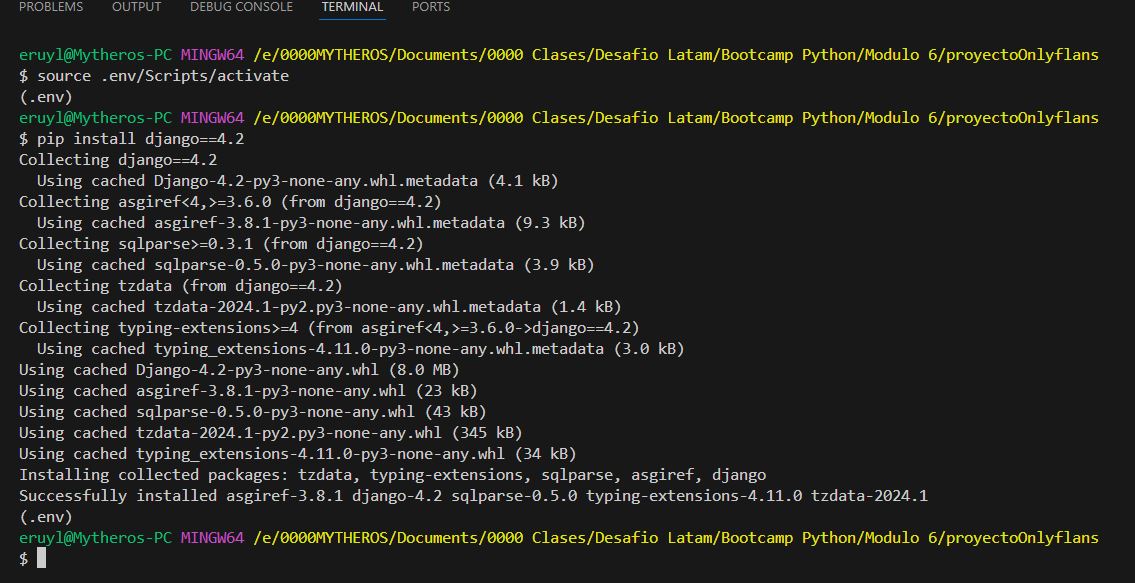 PROBLEMS OUTPUT DEBUG CONSOLE TERMINAL PORTS
eruyl@Mytheros-PC MINGW64 /e/0000MYTHEROS/Documents/0000 Clases/Desafio Latam/Bootcamp Python/Modulo 6/proyectoOnlyflans
$ source .env/Scripts/activate
(.env)
eruyl@Mytheros-PC MINGW64 /e/0000MYTHEROS/Documents/0000 Clases/Desafio Latam/Bootcamp Python/Modulo 6/proyectoOnlyflans
$ pip install django==4.2
Collecting django==4.2
  Using cached Django-4.2-py3-none-any.whl.metadata (4.1 kB)
Collecting asgiref<4,>=3.6.0 (from django==4.2)
  Using cached asgiref-3.8.1-py3-none-any.whl.metadata (9.3 kB)
Collecting sqlparse>=0.3.1 (from django==4.2)
  Using cached sqlparse-0.5.0-py3-none-any.whl.metadata (3.9 kB)
Collecting tzdata (from django==4.2)
  Using cached tzdata-2024.1-py2.py3-none-any.whl.metadata (1.4 kB)
Collecting typing-extensions>=4 (from asgiref<4,>=3.6.0->django==4.2)
  Using cached typing_extensions-4.11.0-py3-none-any.whl.metadata (3.0 kB)
Using cached Django-4.2-py3-none-any.whl (8.0 MB)
Using cached asgiref-3.8.1-py3-none-any.whl (23 kB)
Using cached sqlparse-0.5.0-py3-none-any.whl (43 kB)
Using cached tzdata-2024.1-py2.py3-none-any.whl (345 kB)
Using cached typing_extensions-4.11.0-py3-none-any.whl (34 kB)
Installing collected packages: tzdata, typing-extensions, sqlparse, asgiref, django
Successfully installed asgiref-3.8.1 django-4.2 sqlparse-0.5.0 typing-extensions-4.11.0 tzdata-2024.1
(.env)
eruyl@Mytheros-PC MINGW64 /e/0000MYTHEROS/Documents/0000 Clases/Desafio Latam/Bootcamp Python/Modulo 6/proyectoOnlyflans
$